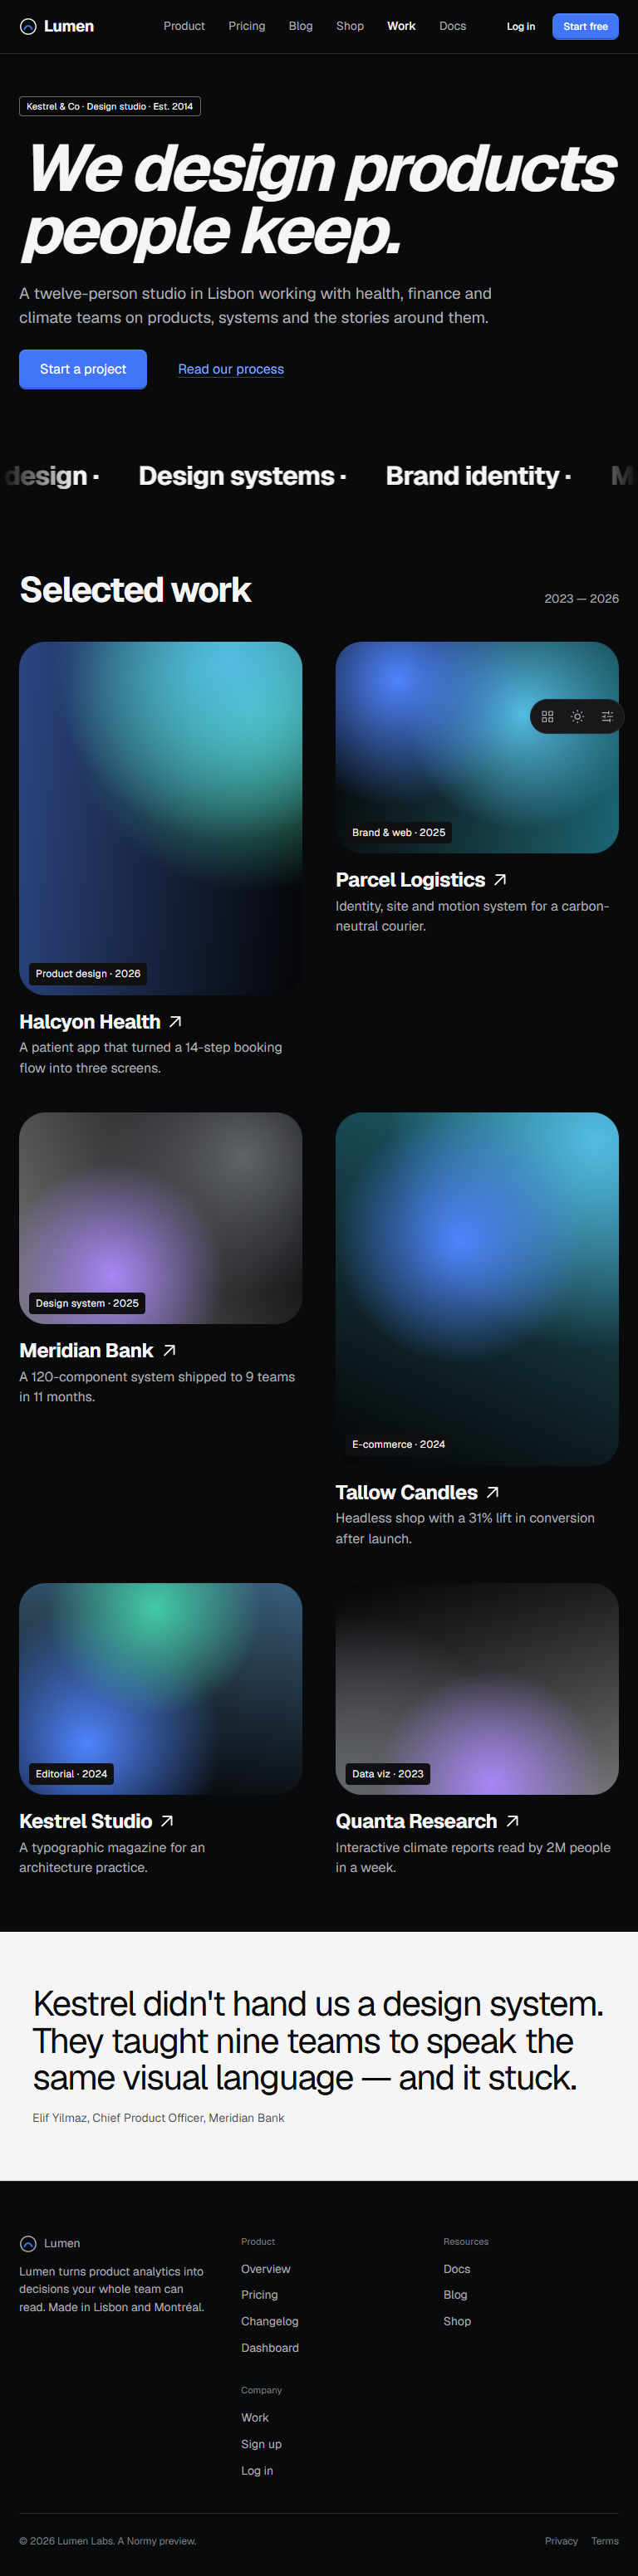 Lumen
Product
Pricing
Blog
Shop
Work
Docs
Log in
Start free
Kestrel & Co · Design studio · Est. 2014
We design products
people keep.
A twelve-person studio in Lisbon working with health, finance and
climate teams on products, systems and the stories around them.
Start a project
Read our process
design · Design systems · Brand identity · M
Selected work
2023 — 2026
Product design · 2026
Halcyon Health
A patient app that turned a 14-step booking
flow into three screens.
Brand & web · 2025
Parcel Logistics
Identity, site and motion system for a carbon-
neutral courier.
Design system · 2025
Meridian Bank
A 120-component system shipped to 9 teams
in 11 months.
E-commerce · 2024
Tallow Candles
Headless shop with a 31% lift in conversion
after launch.
Editorial · 2024
Kestrel Studio
A typographic magazine for an
architecture practice.
Data viz · 2023
Quanta Research
Interactive climate reports read by 2M people
in a week.
Kestrel didn't hand us a design system.
They taught nine teams to speak the
same visual language — and it stuck.
Elif Yilmaz, Chief Product Officer, Meridian Bank
Lumen
Lumen turns product analytics into
decisions your whole team can
read. Made in Lisbon and Montréal.
Product
Overview
Pricing
Changelog
Dashboard
Resources
Docs
Blog
Shop
Company
Work
Sign up
Log in
© 2026 Lumen Labs. A Normy preview.
Privacy
Terms